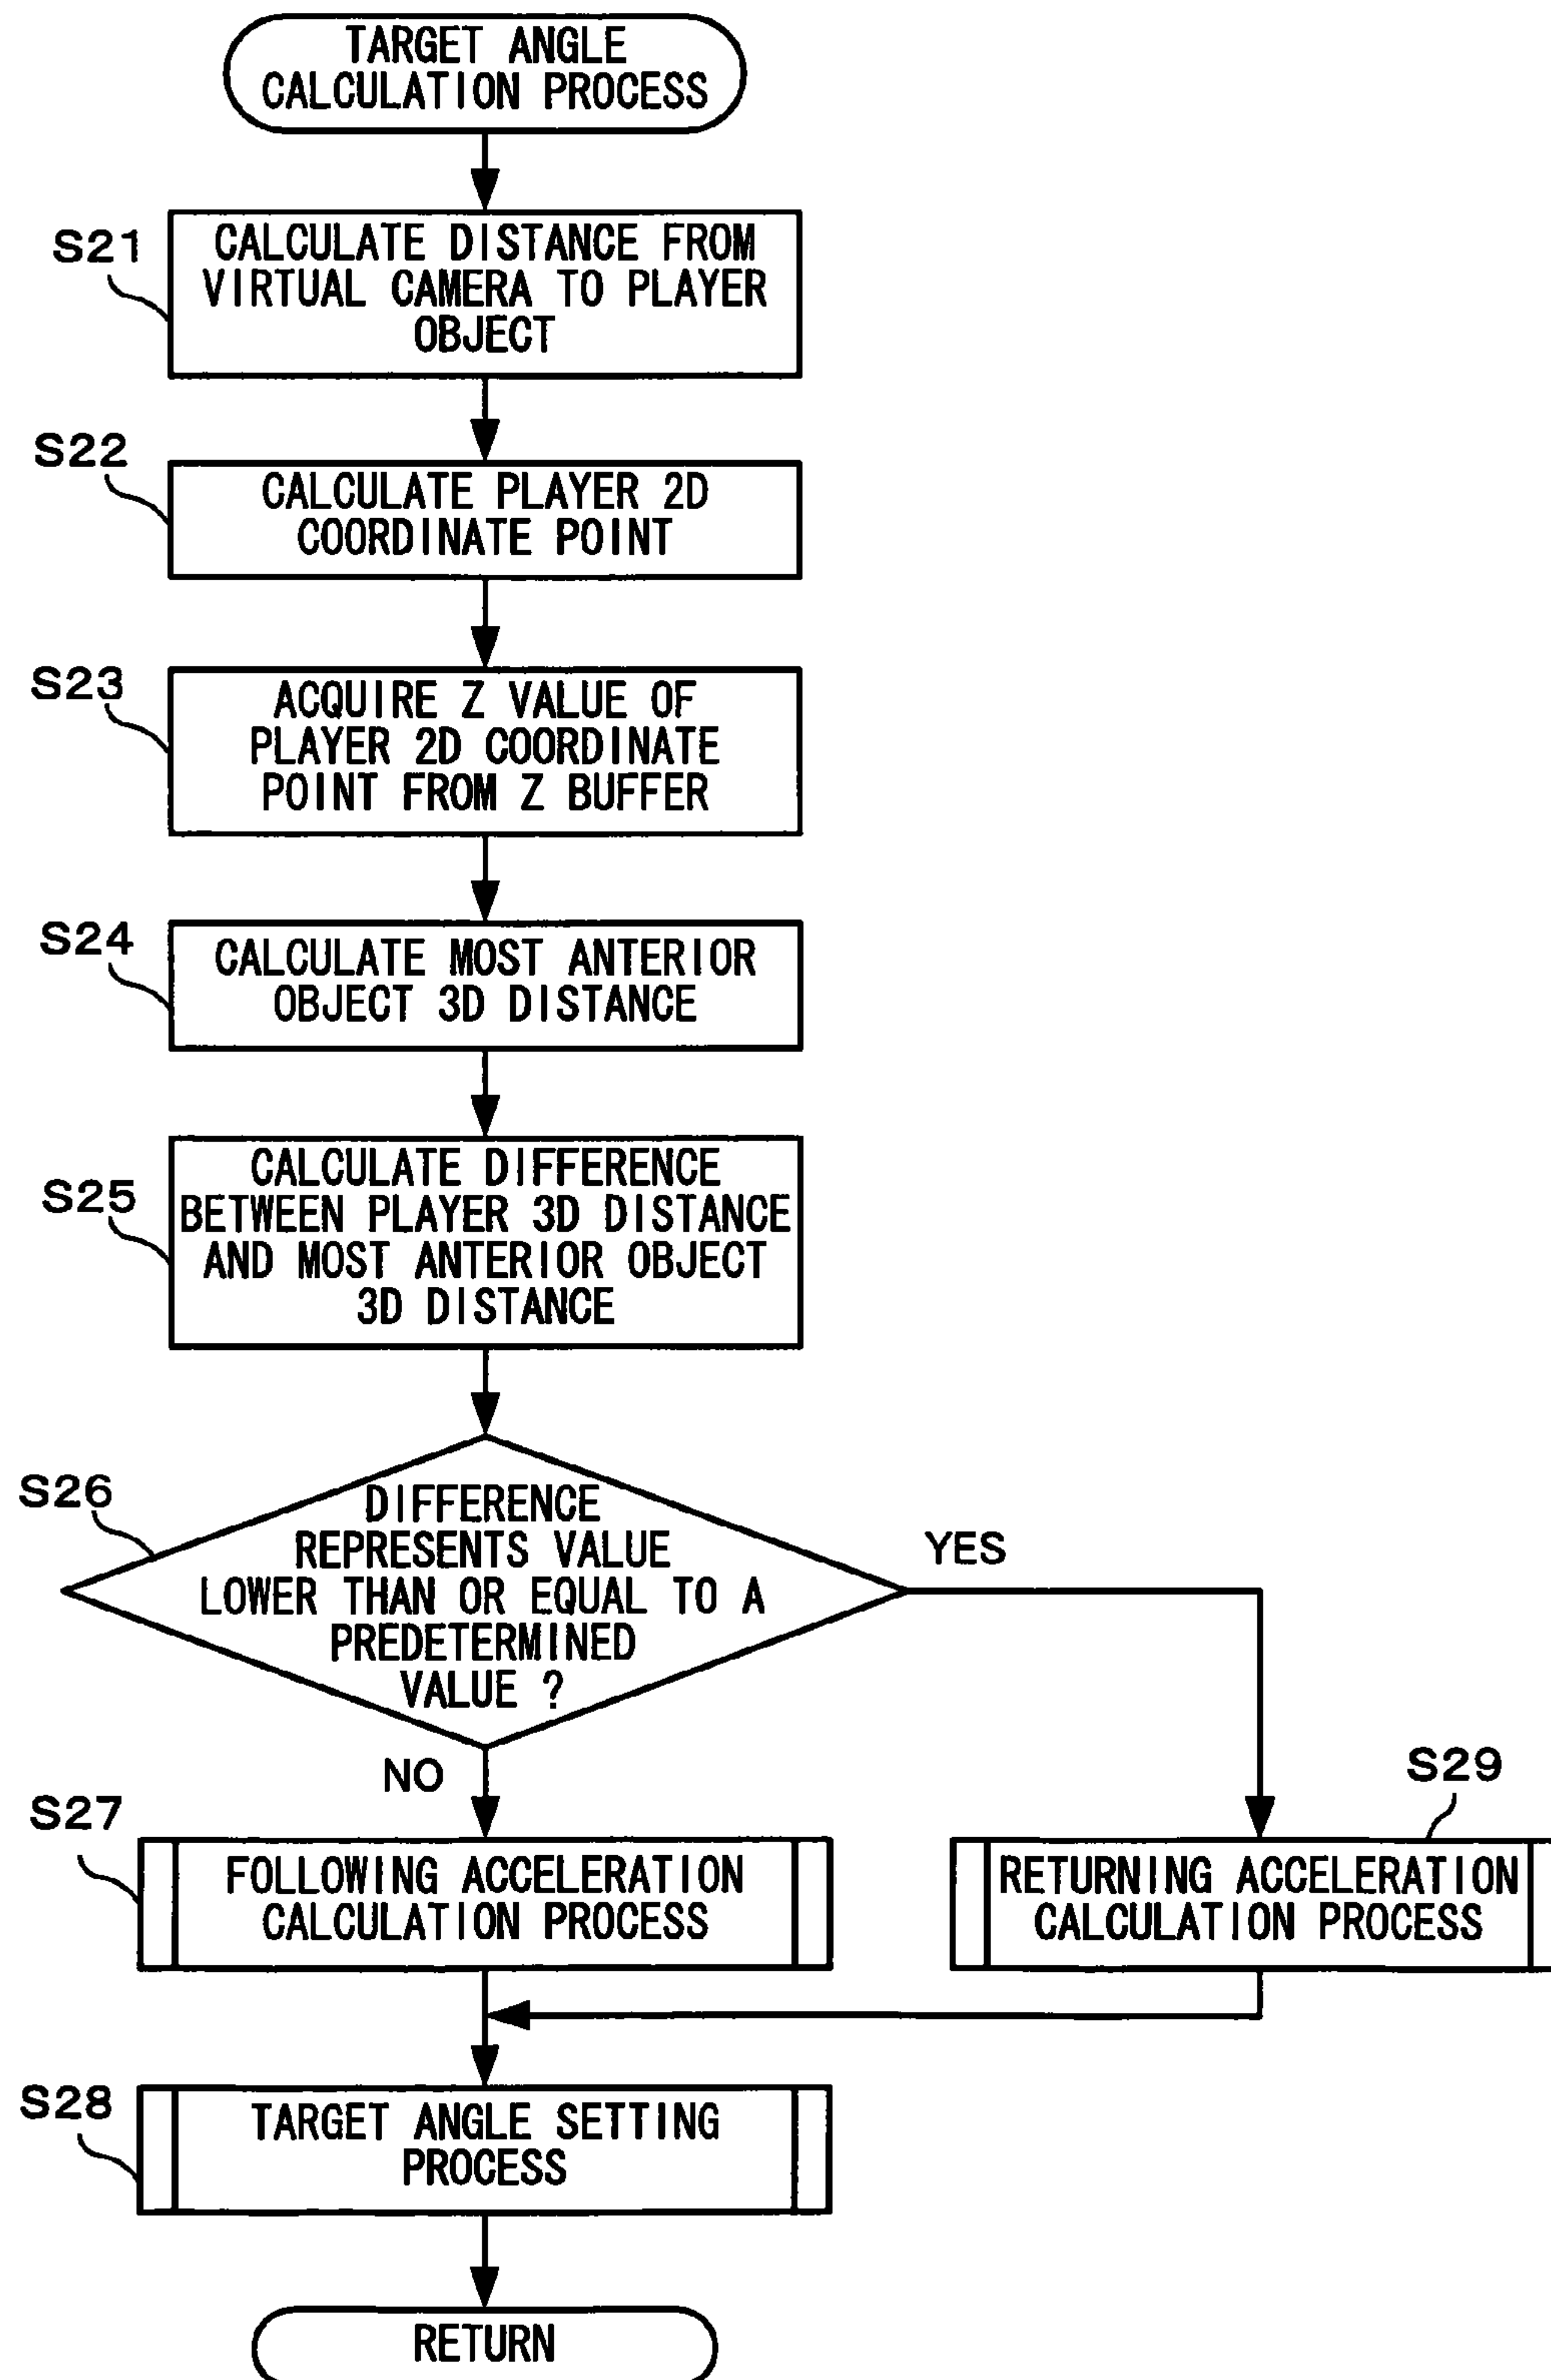 TARGET ANGLE
CALCULATION PROCESS
S21
CALCULATE DISTANCE FROM
VIRTUAL CAMERA TO PLAYER
OBJECT
S22
CALCULATE PLAYER 2D
COORDINATE POINT
S23
ACQUIRE Z VALUE OF
PLAYER 2D COORDINATE
POINT FROM Z BUFFER
S24
CALCULATE MOST ANTERIOR
OBJECT 3D DISTANCE
S25
CALCULATE DIFFERENCE
BETWEEN PLAYER 3D DISTANCE
AND MOST ANTERIOR OBJECT
3D DISTANCE
S26
DIFFERENCE
REPRESENTS VALUE
LOWER THAN OR EQUAL TO A
PREDETERMINED
VALUE ?
YES
NO
S27
FOLLOWING ACCELERATION
CALCULATION PROCESS
S29
RETURNING ACCELERATION
CALCULATION PROCESS
S28
TARGET ANGLE SETTING
PROCESS
RETURN